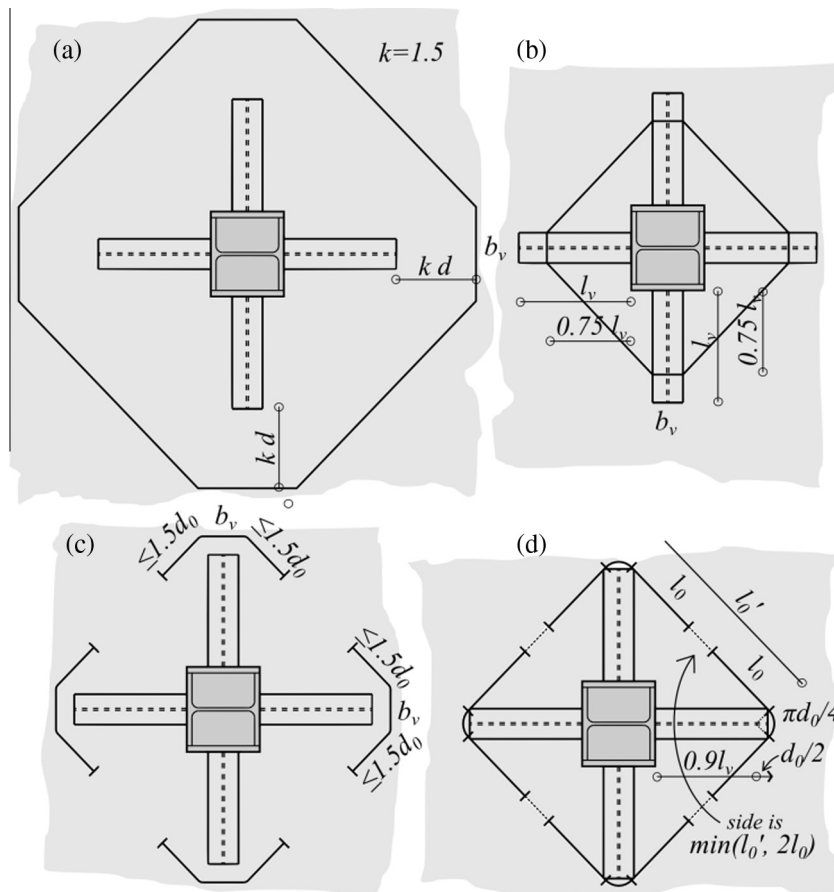 (a)
k=1.5
k d
k d
(b)
b_v
l_v
0.75 l_v
l_v
0.75 l_v
b_v
(c)
b_v
≤1.5d_0
≤1.5d_0
≤1.5d_0
b_v
≤1.5d_0
(d)
l_0
l_0'
l_0
πd_0/4
d_0/2
0.9l_v
side is
min(l_0', 2l_0)